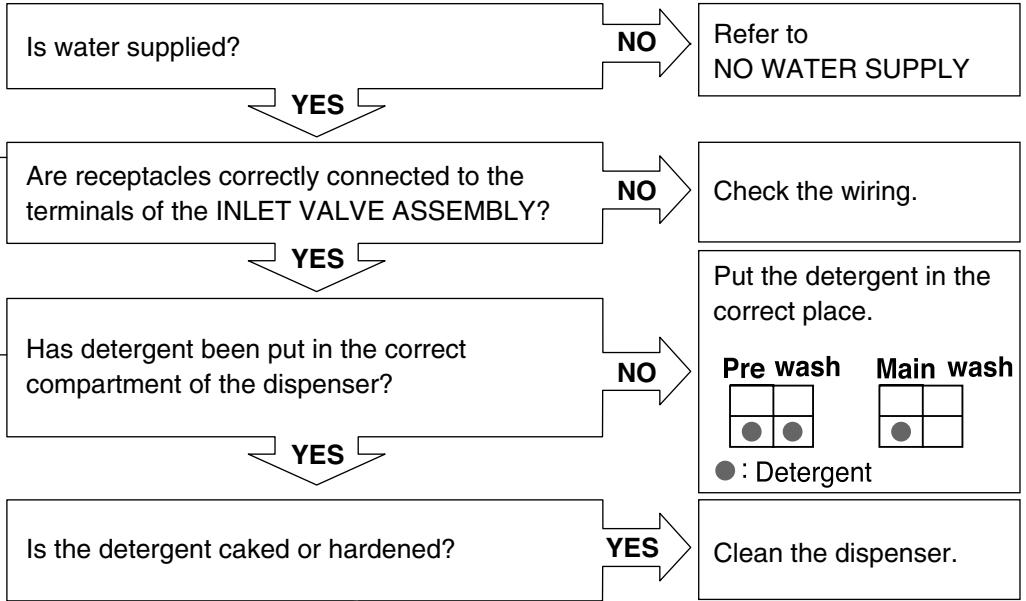 Is water supplied?
NO
Refer to
NO WATER SUPPLY
YES
Are receptacles correctly connected to the
terminals of the INLET VALVE ASSEMBLY?
NO
Check the wiring.
YES
Has detergent been put in the correct
compartment of the dispenser?
NO
Put the detergent in the
correct place.
Pre wash Main wash
: Detergent
YES
Is the detergent caked or hardened?
YES
Clean the dispenser.